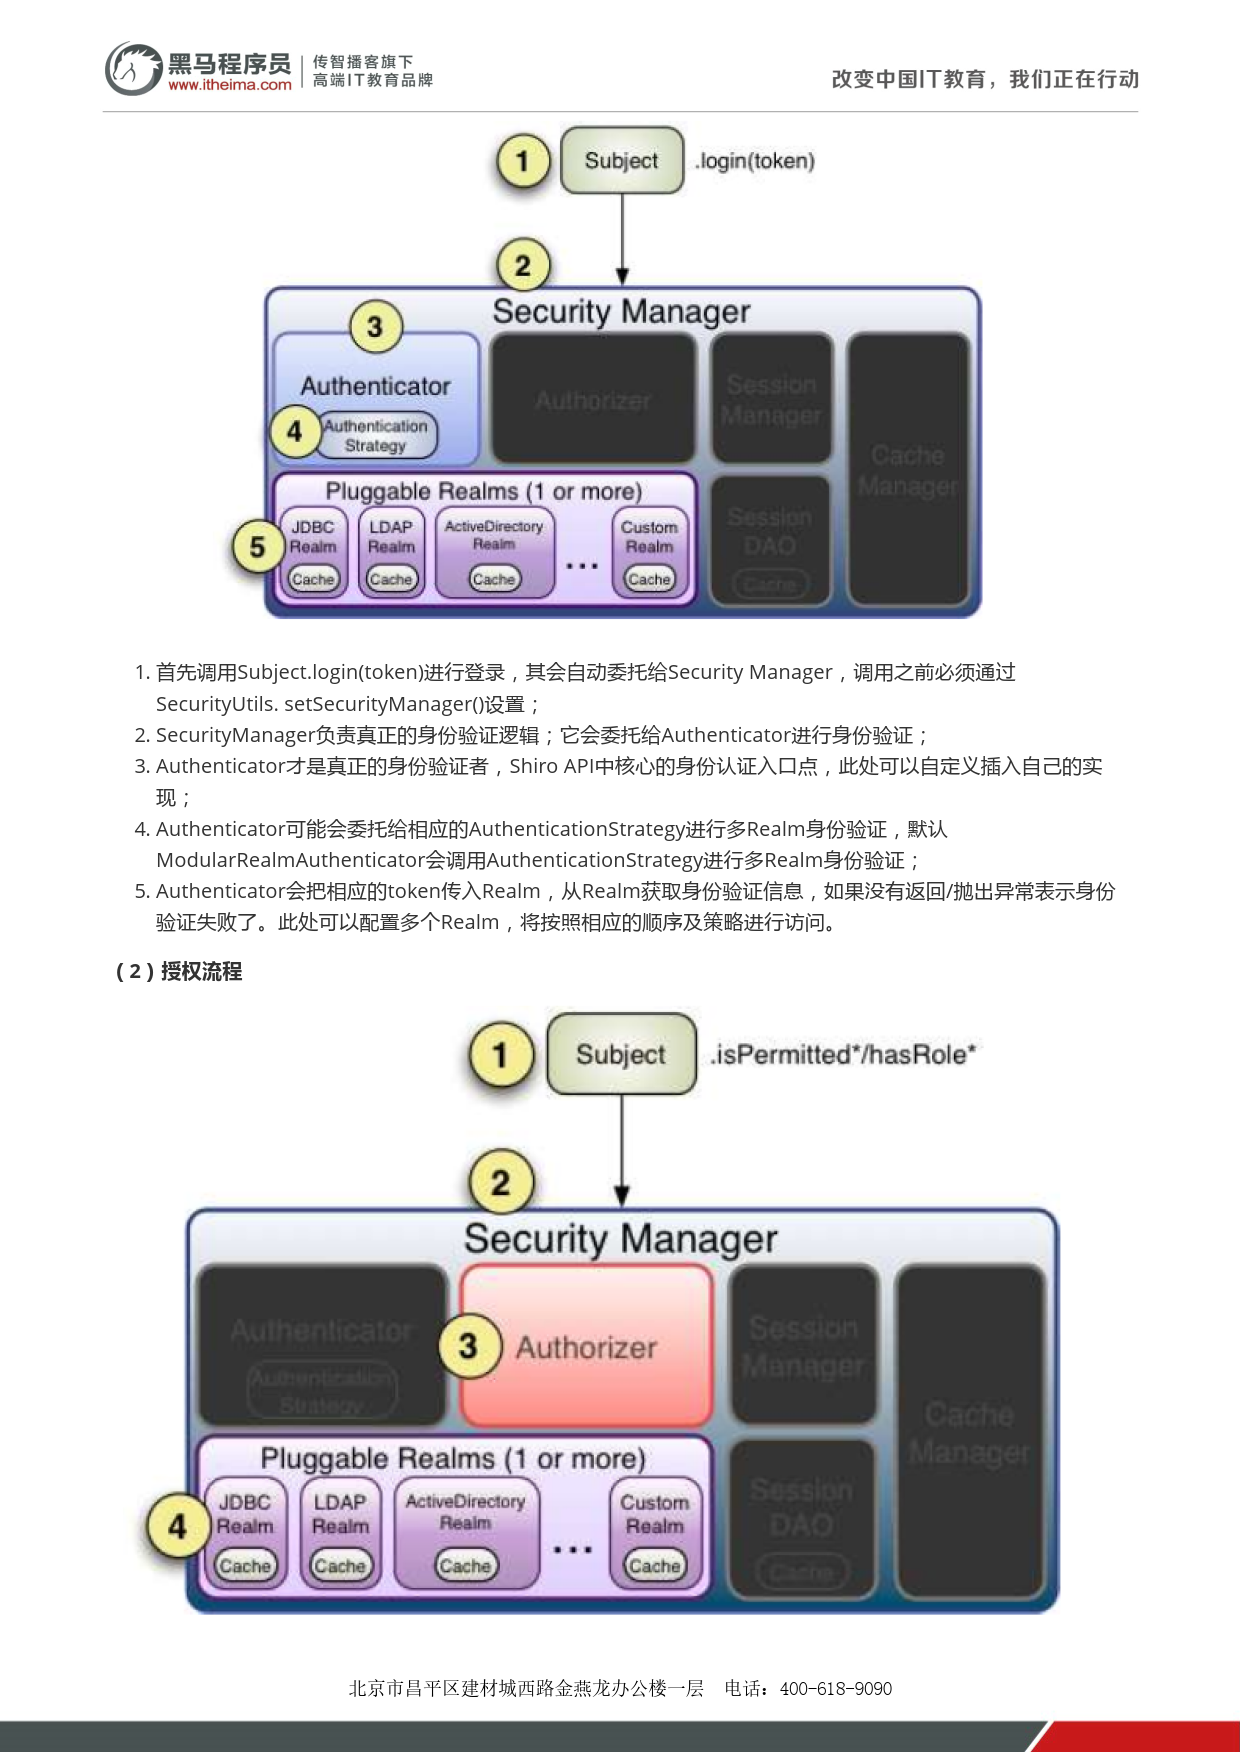 黑马程序员
www.itheima.com
传智播客旗下
高端IT教育品牌
改变中国IT教育，我们正在行动
1
Subject
.login(token)
2
Security Manager
3
Authenticator
4
Authentication
Strategy
Authorizer
Session
Manager
Cache
Manager
Pluggable Realms (1 or more)
5
JDBC
Realm
Cache
LDAP
Realm
Cache
ActiveDirectory
Realm
Cache
...
Custom
Realm
Cache
Session
DAO
Cache
1. 首先调用Subject.login(token)进行登录，其会自动委托给Security Manager，调用之前必须通过
SecurityUtils. setSecurityManager()设置；
2. SecurityManager负责真正的身份验证逻辑；它会委托给Authenticator进行身份验证；
3. Authenticator才是真正的身份验证者，Shiro API中核心的身份认证入口点，此处可以自定义插入自己的实
现；
4. Authenticator可能会委托给相应的AuthenticationStrategy进行多Realm身份验证，默认
ModularRealmAuthenticator会调用AuthenticationStrategy进行多Realm身份验证；
5. Authenticator会把相应的token传入Realm，从Realm获取身份验证信息，如果没有返回/抛出异常表示身份
验证失败了。此处可以配置多个Realm，将按照相应的顺序及策略进行访问。
（2）授权流程
1
Subject
.isPermitted*/hasRole*
2
Security Manager
Authenticator
Authentication
Strategy
3
Authorizer
Session
Manager
Cache
Manager
Pluggable Realms (1 or more)
4
JDBC
Realm
Cache
LDAP
Realm
Cache
ActiveDirectory
Realm
Cache
...
Custom
Realm
Cache
Session
DAO
Cache
北京市昌平区建材城西路金燕龙办公楼一层 电话：400-618-9090